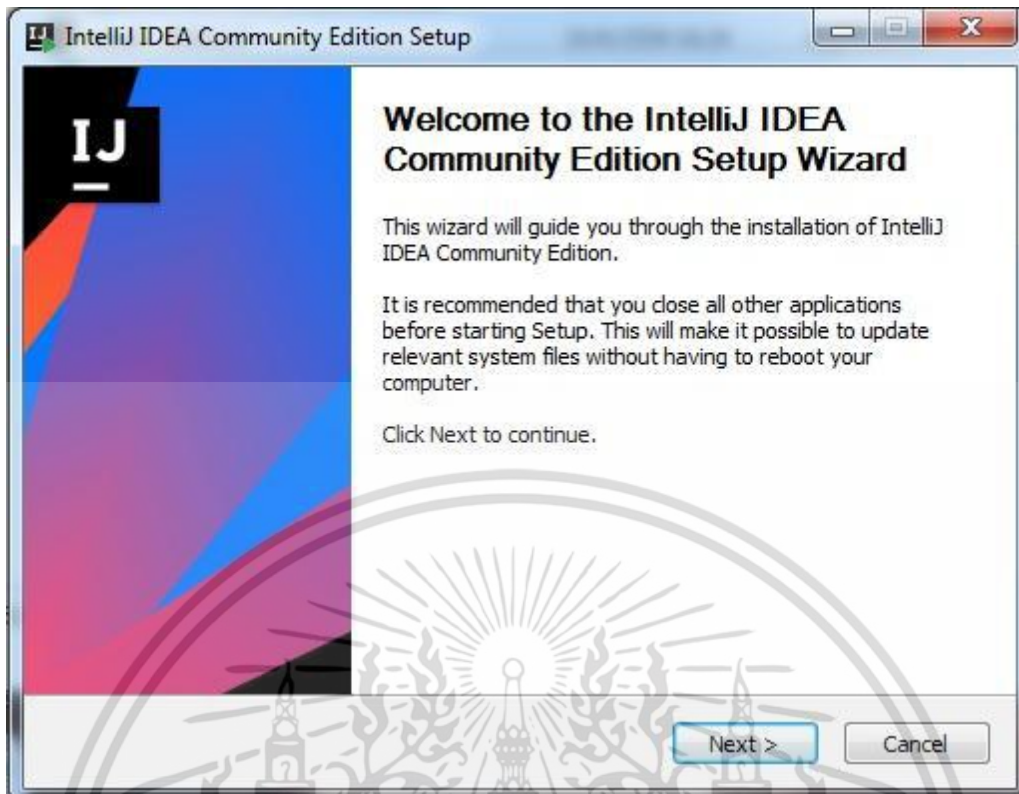 IntelliJ IDEA Community Edition Setup
IJ
Welcome to the IntelliJ IDEA
Community Edition Setup Wizard
This wizard will guide you through the installation of IntelliJ
IDEA Community Edition.
It is recommended that you close all other applications
before starting Setup. This will make it possible to update
relevant system files without having to reboot your
computer.
Click Next to continue.
Next >
Cancel